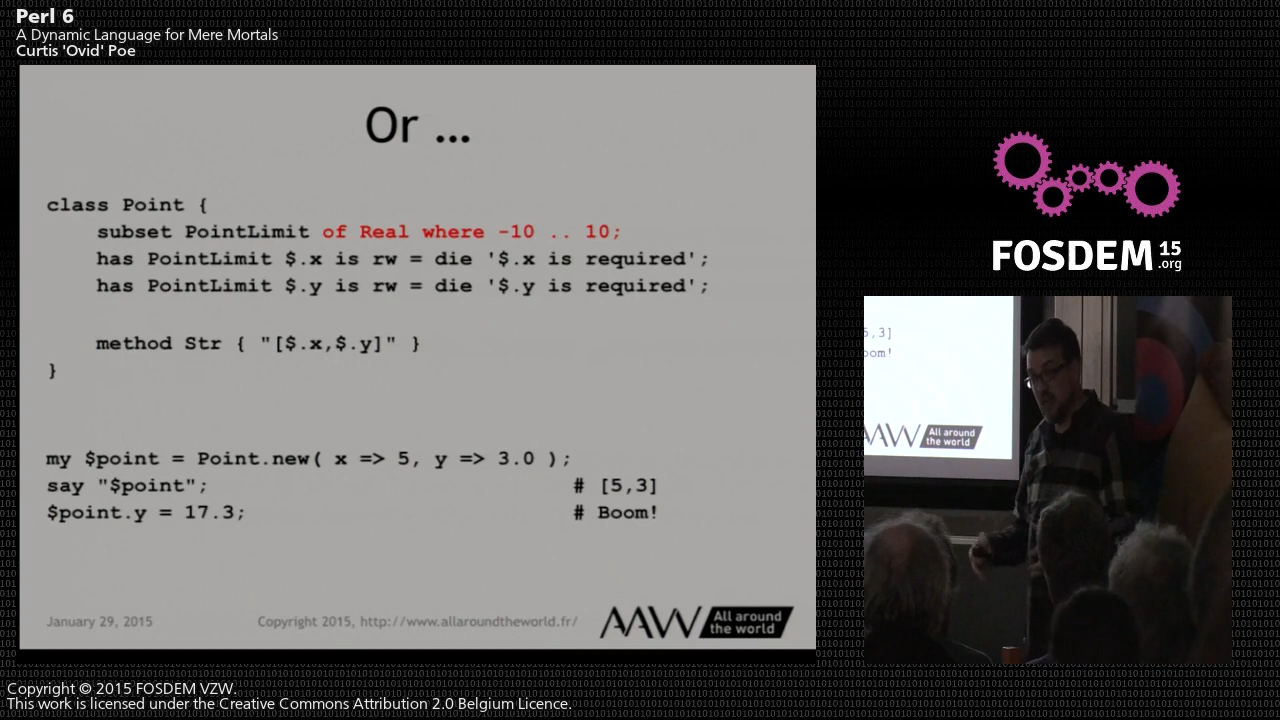 Perl 6
A Dynamic Language for Mere Mortals
Curtis 'Ovid' Poe
Or ...
class Point {
    subset PointLimit of Real where -10 .. 10;
    has PointLimit $.x is rw = die '$.x is required';
    has PointLimit $.y is rw = die '$.y is required';
    method Str { "[$.x,$.y]" }
}
my $point = Point.new( x => 5, y => 3.0 );
say "$point"; # [5,3]
$point.y = 17.3; # Boom!
January 29, 2015
Copyright 2015, http://www.allaroundtheworld.fr/
AAW All around
the world
FOSDEM 15
.org
5,3]
oom!
AAW All around
the world
Copyright © 2015 FOSDEM VZW.
This work is licensed under the Creative Commons Attribution 2.0 Belgium Licence.